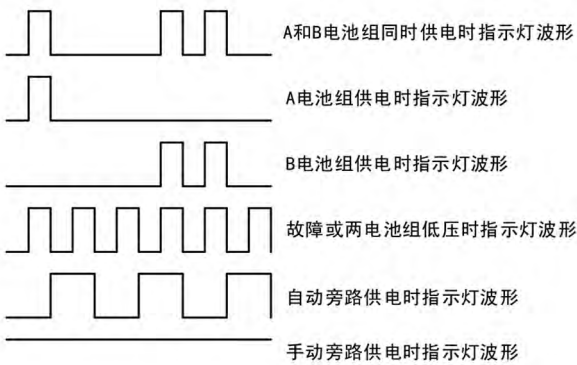 A和B电池组同时供电时指示灯波形
A电池组供电时指示灯波形
B电池组供电时指示灯波形
故障或两电池组低压时指示灯波形
自动旁路供电时指示灯波形
手动旁路供电时指示灯波形